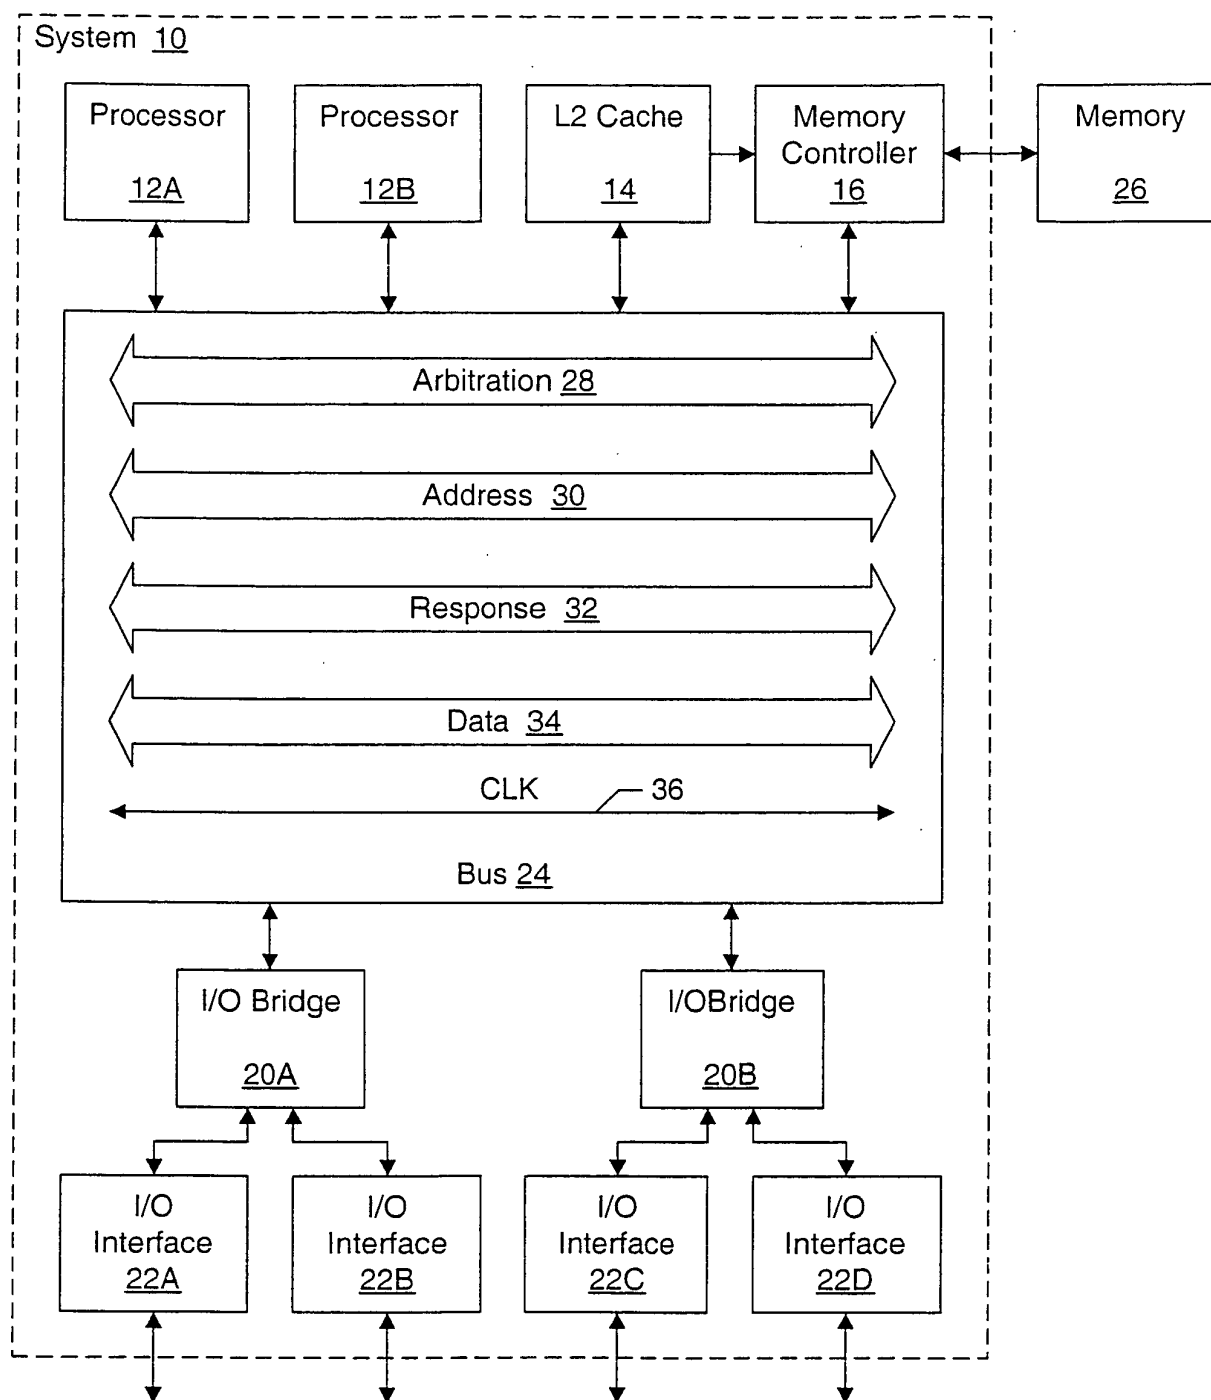 System 10
Processor
12A
Processor
12B
L2 Cache
14
Memory
Controller
16
Memory
26
Arbitration 28
Address 30
Response 32
Data 34
CLK 36
Bus 24
I/O Bridge
20A
I/OBridge
20B
I/O
Interface
22A
I/O
Interface
22B
I/O
Interface
22C
I/O
Interface
22D